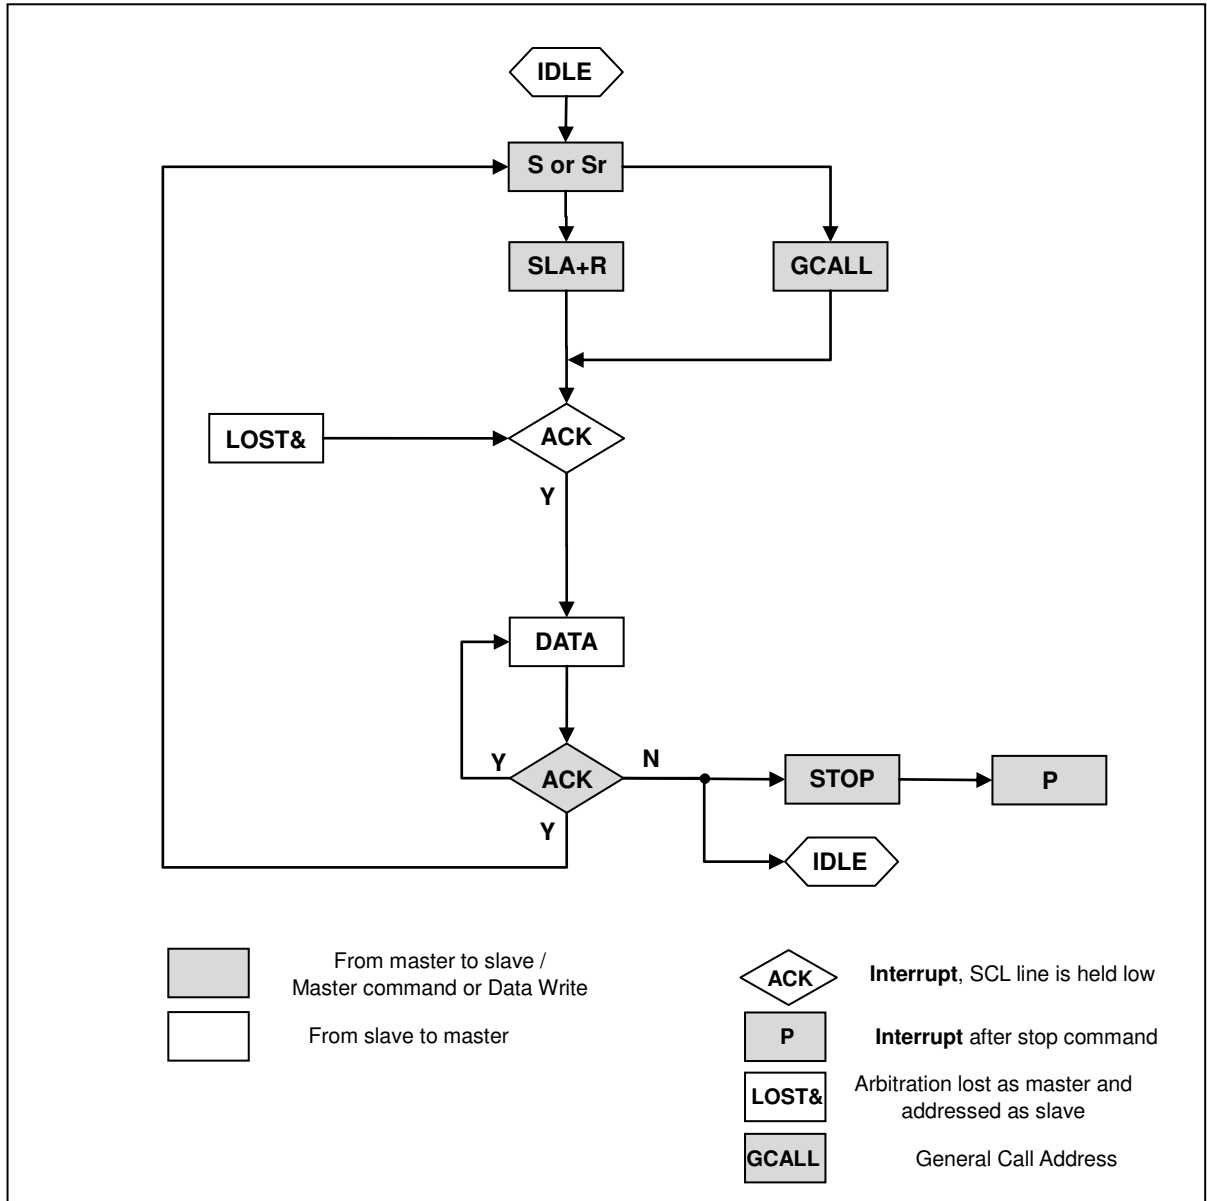 IDLE
S or Sr
SLA+R
GCALL
LOST&
ACK
Y
DATA
Y
ACK
N
STOP
P
Y
IDLE
From master to slave /
Master command or Data Write
From slave to master
ACK
Interrupt, SCL line is held low
P
Interrupt after stop command
LOST&
Arbitration lost as master and
addressed as slave
GCALL
General Call Address